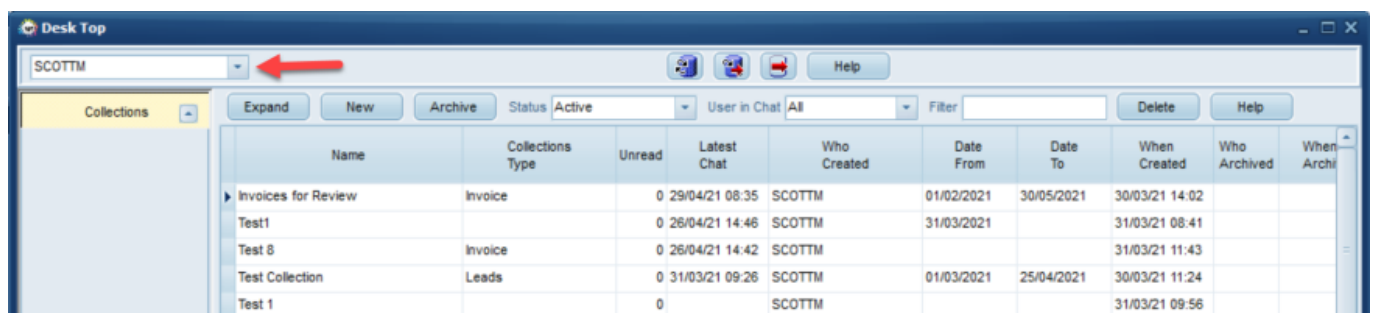 Desk Top
SCOTTM Help
Collections Expand New Archive Status Active User in Chat All Filter Delete Help
Name Collections Type Unread Latest Chat Who Created Date From Date To When Created Who Archived When Archi
Invoices for Review Invoice 0 29/04/21 08:35 SCOTTM 01/02/2021 30/05/2021 30/03/21 14:02
Test1 0 26/04/21 14:46 SCOTTM 31/03/2021 31/03/21 08:41
Test 8 Invoice 0 26/04/21 14:42 SCOTTM 31/03/21 11:43
Test Collection Leads 0 31/03/21 09:26 SCOTTM 01/03/2021 25/04/2021 30/03/21 11:24
Test 1 0 SCOTTM 31/03/21 09:56